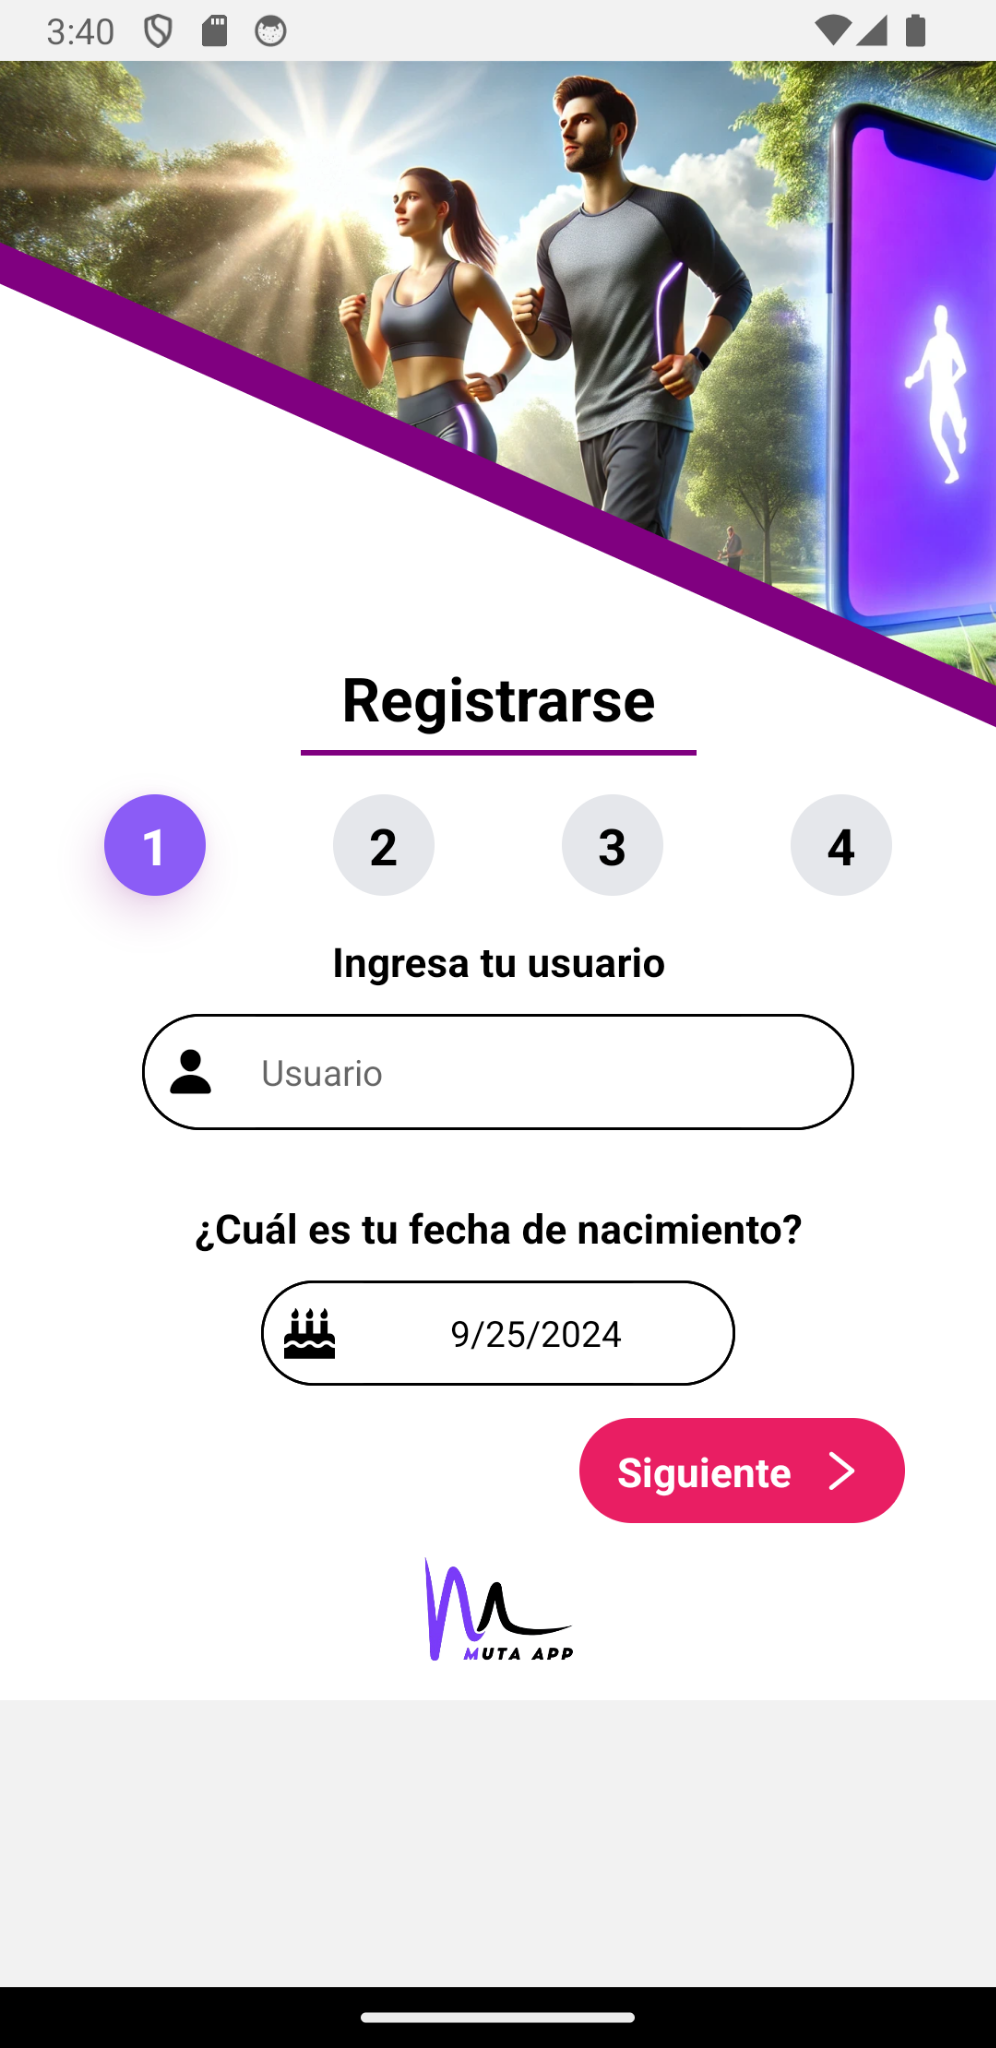 3:40
Registrarse
1 2 3 4
Ingresa tu usuario
Usuario
¿Cuál es tu fecha de nacimiento?
9/25/2024
Siguiente
MUTA APP